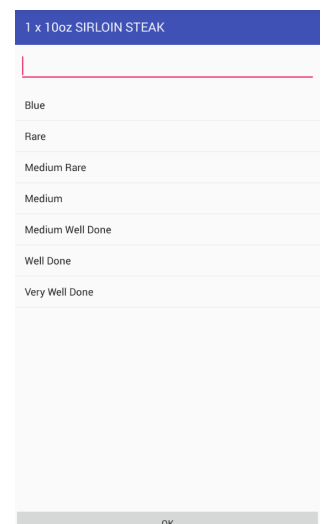 1 x 10oz SIRLOIN STEAK
Blue
Rare
Medium Rare
Medium
Medium Well Done
Well Done
Very Well Done
OK